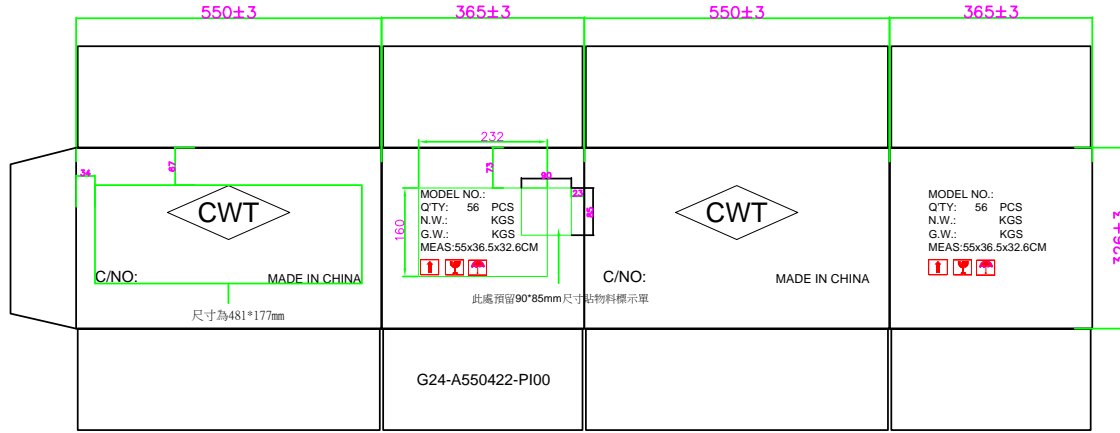 550±3
365±3
550±3
365±3
232
34
67
73
90
23
85
160
326±3
CWT
C/NO:
MADE IN CHINA
尺寸為481*177mm
MODEL NO.:
Q'TY: 56 PCS
N.W.: KGS
G.W.: KGS
MEAS:55x36.5x32.6CM
此處預留90*85mm尺寸貼物料標示單
CWT
C/NO:
MADE IN CHINA
MODEL NO.:
Q'TY: 56 PCS
N.W.: KGS
G.W.: KGS
MEAS:55x36.5x32.6CM
G24-A550422-PI00